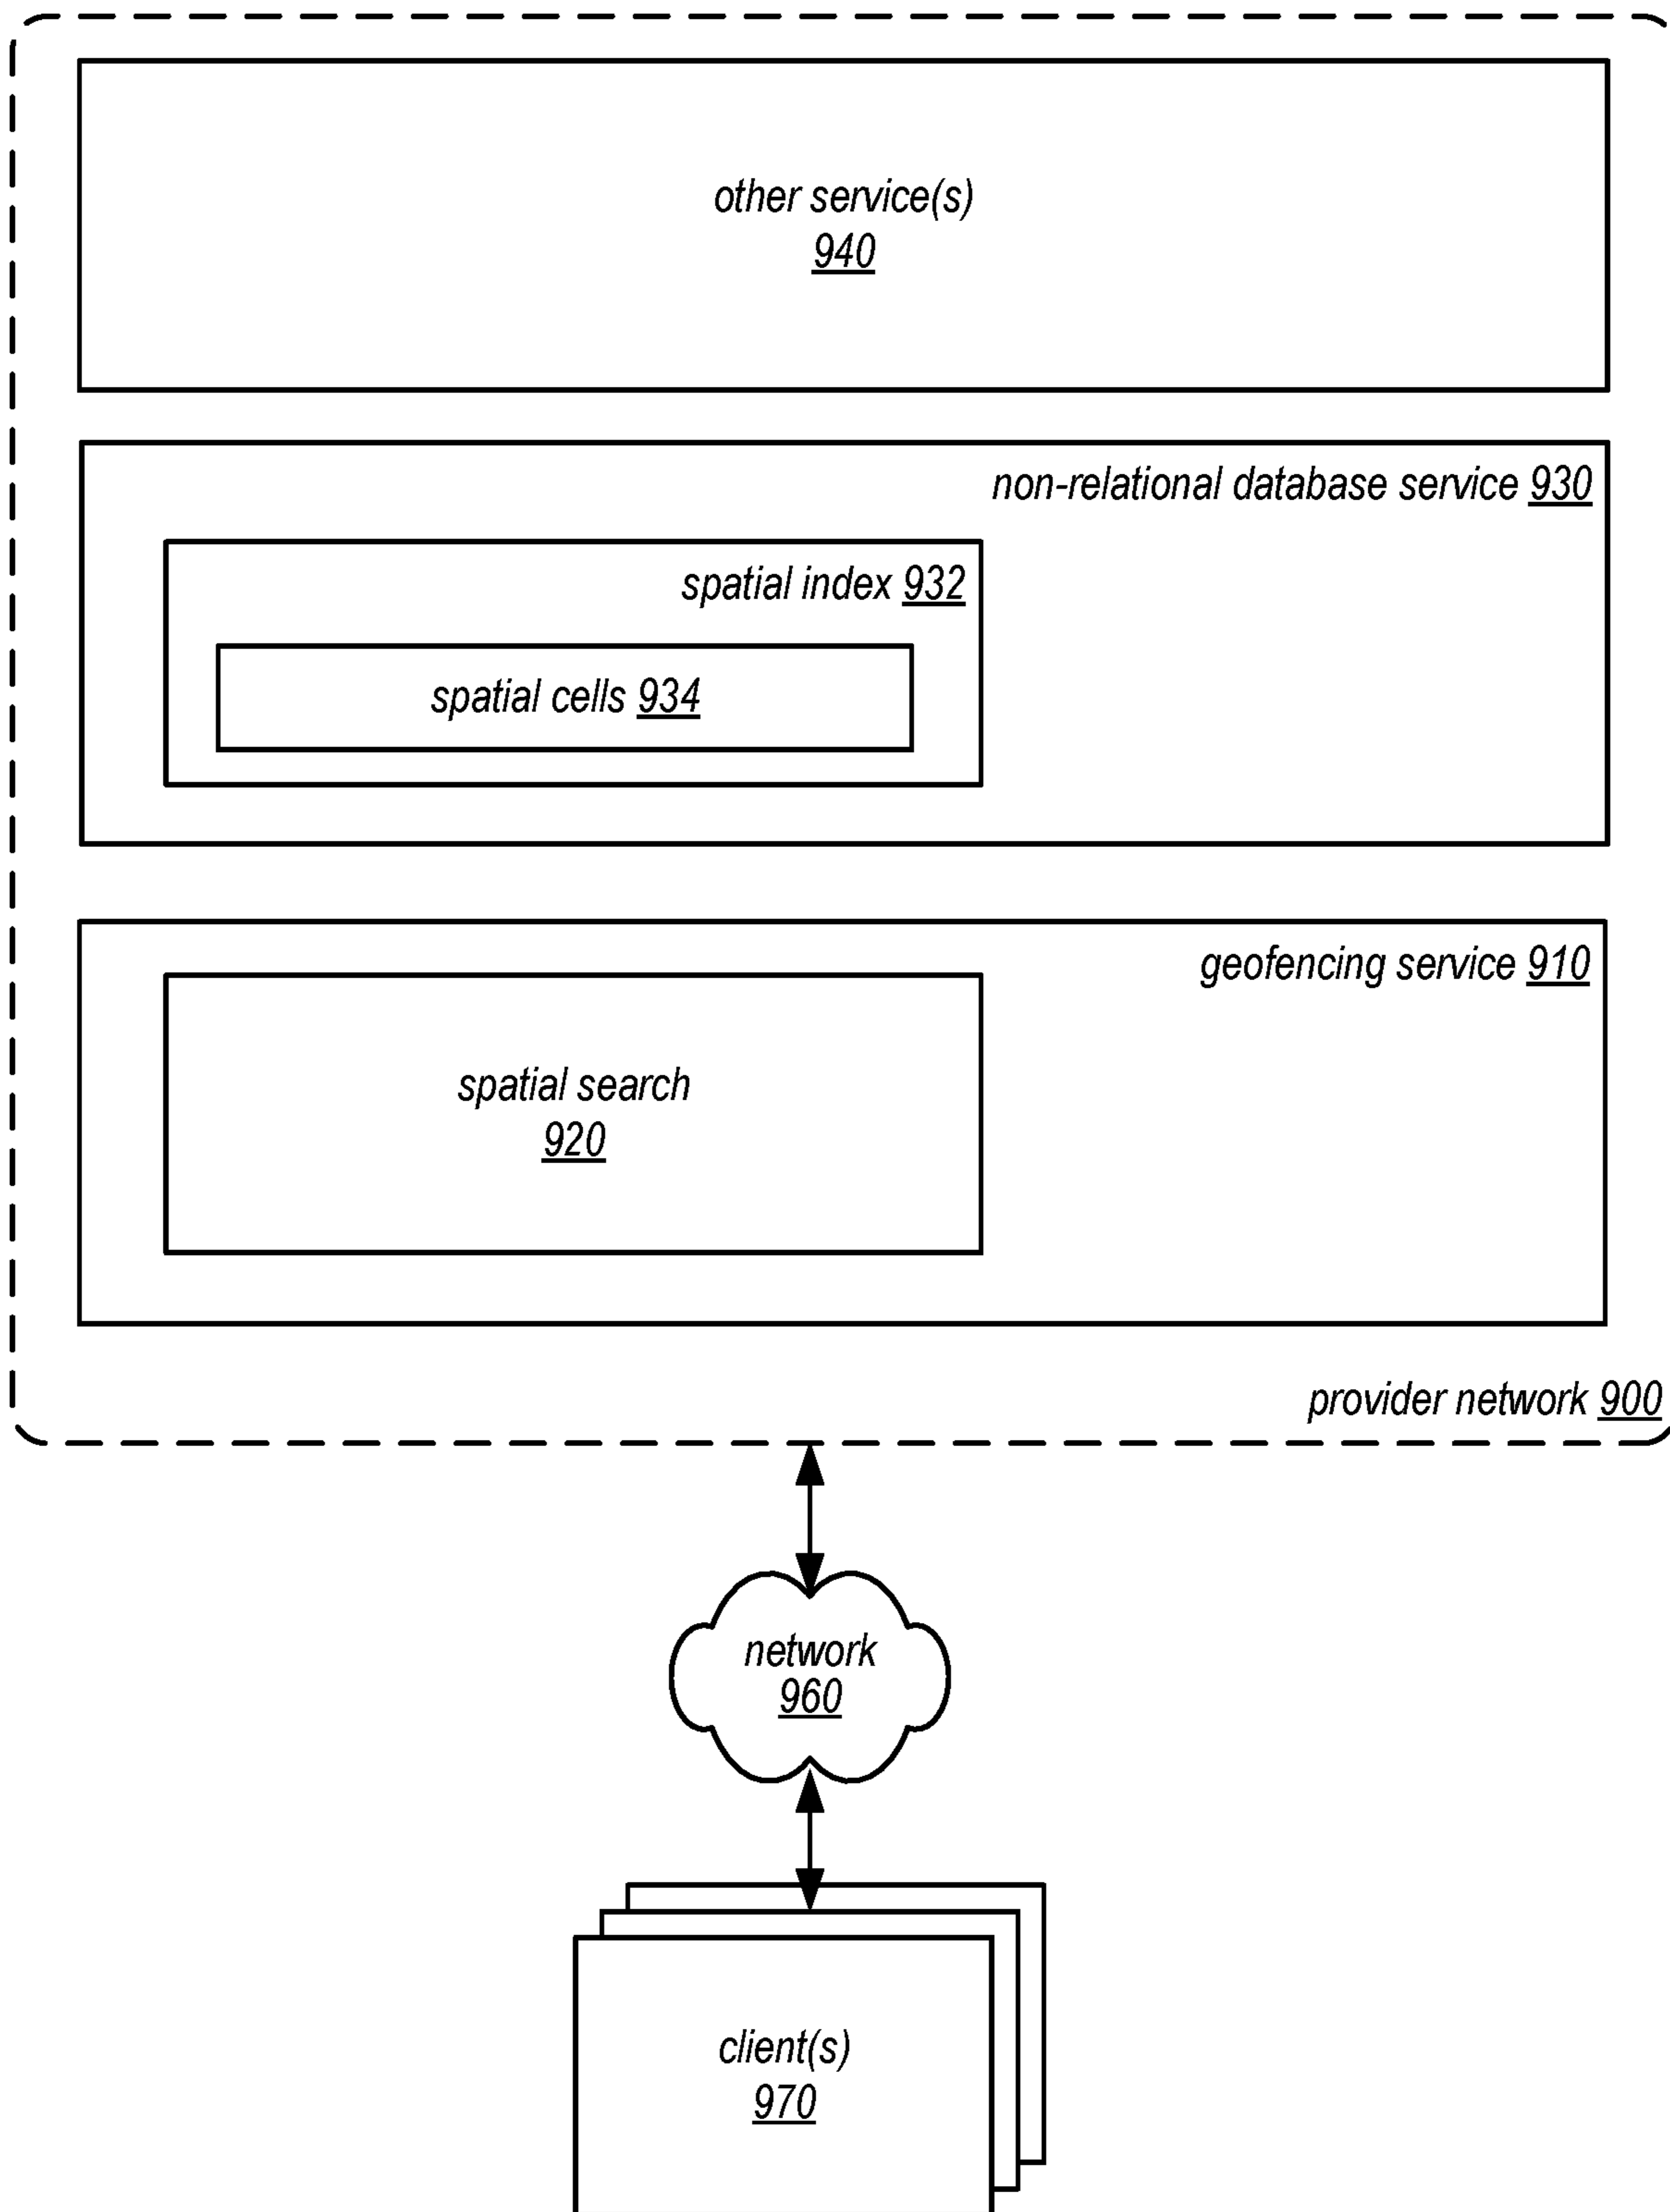 other service(s)
940
non-relational database service 930
spatial index 932
spatial cells 934
geofencing service 910
spatial search
920
provider network 900
network
960
client(s)
970